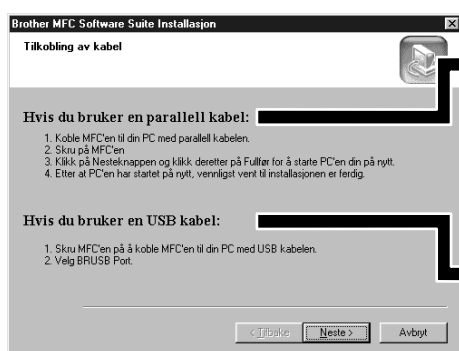 Brother MFC Software Suite Installasjon
Tilkobling av kabel
Hvis du bruker en parallell kabel:
1. Koble MFC'en til din PC med parallell kabelen.
2. Skru på MFC'en
3. Klikk på Nesteknappen og klikk deretter på Fullfør for å starte PC'en din på nytt.
4. Etter at PC'en har startet på nytt, vennligst vent til installasjonen er ferdig.
Hvis du bruker en USB kabel:
1. Skru MFC'en på å koble MFC'en til din PC med USB kabelen.
2. Velg BRUSB Port.
< Tilbake
Neste >
Avbryt